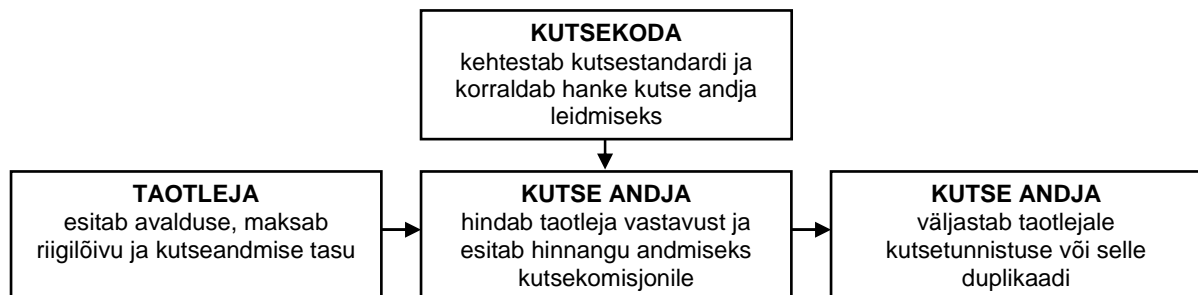 KUTSEKODA
kehtestab kutsestandardi ja
korraldab hanke kutse andja
leidmiseks
TAOTLEJA
esitab avalduse, maksab
riigilõivu ja kutseandmise tasu
KUTSE ANDJA
hindab taotleja vastavust ja
esitab hinnangu andmiseks
kutsekomisjonile
KUTSE ANDJA
väljastab taotlejale
kutsetunnistuse või selle
duplikaadi